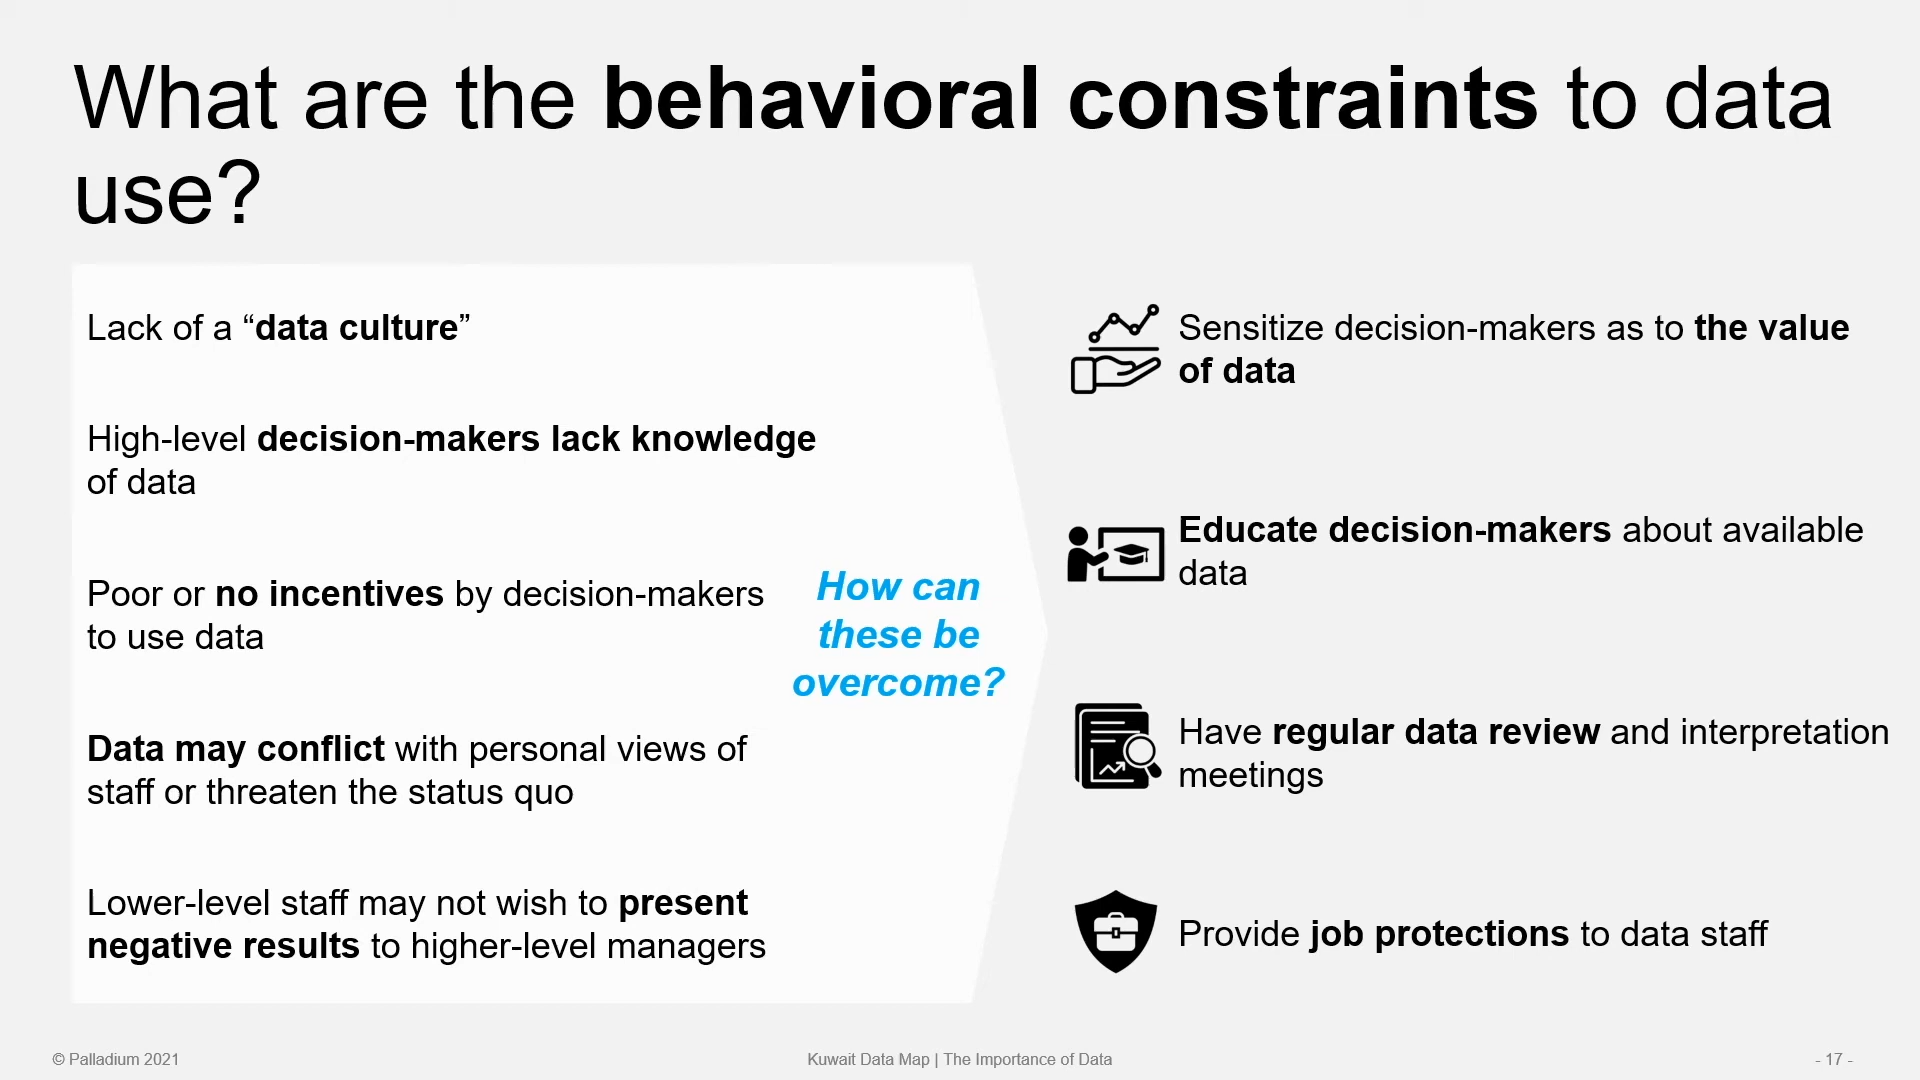 What are the behavioral constraints to data
use?
Lack of a “data culture”
High-level decision-makers lack knowledge
of data
Poor or no incentives by decision-makers
to use data
Data may conflict with personal views of
staff or threaten the status quo
Lower-level staff may not wish to present
negative results to higher-level managers
How can
these be
overcome?
Sensitize decision-makers as to the value
of data
Educate decision-makers about available
data
Have regular data review and interpretation
meetings
Provide job protections to data staff
© Palladium 2021
Kuwait Data Map | The Importance of Data
- 17 -